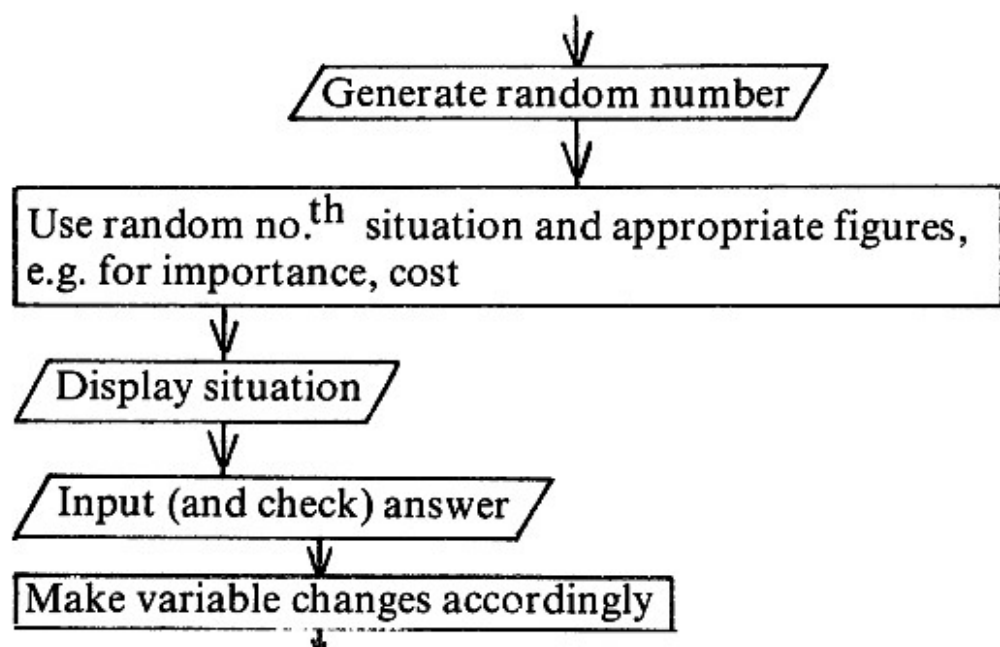 Generate random number
Use random no.th situation and appropriate figures,
e.g. for importance, cost
Display situation
Input (and check) answer
Make variable changes accordingly